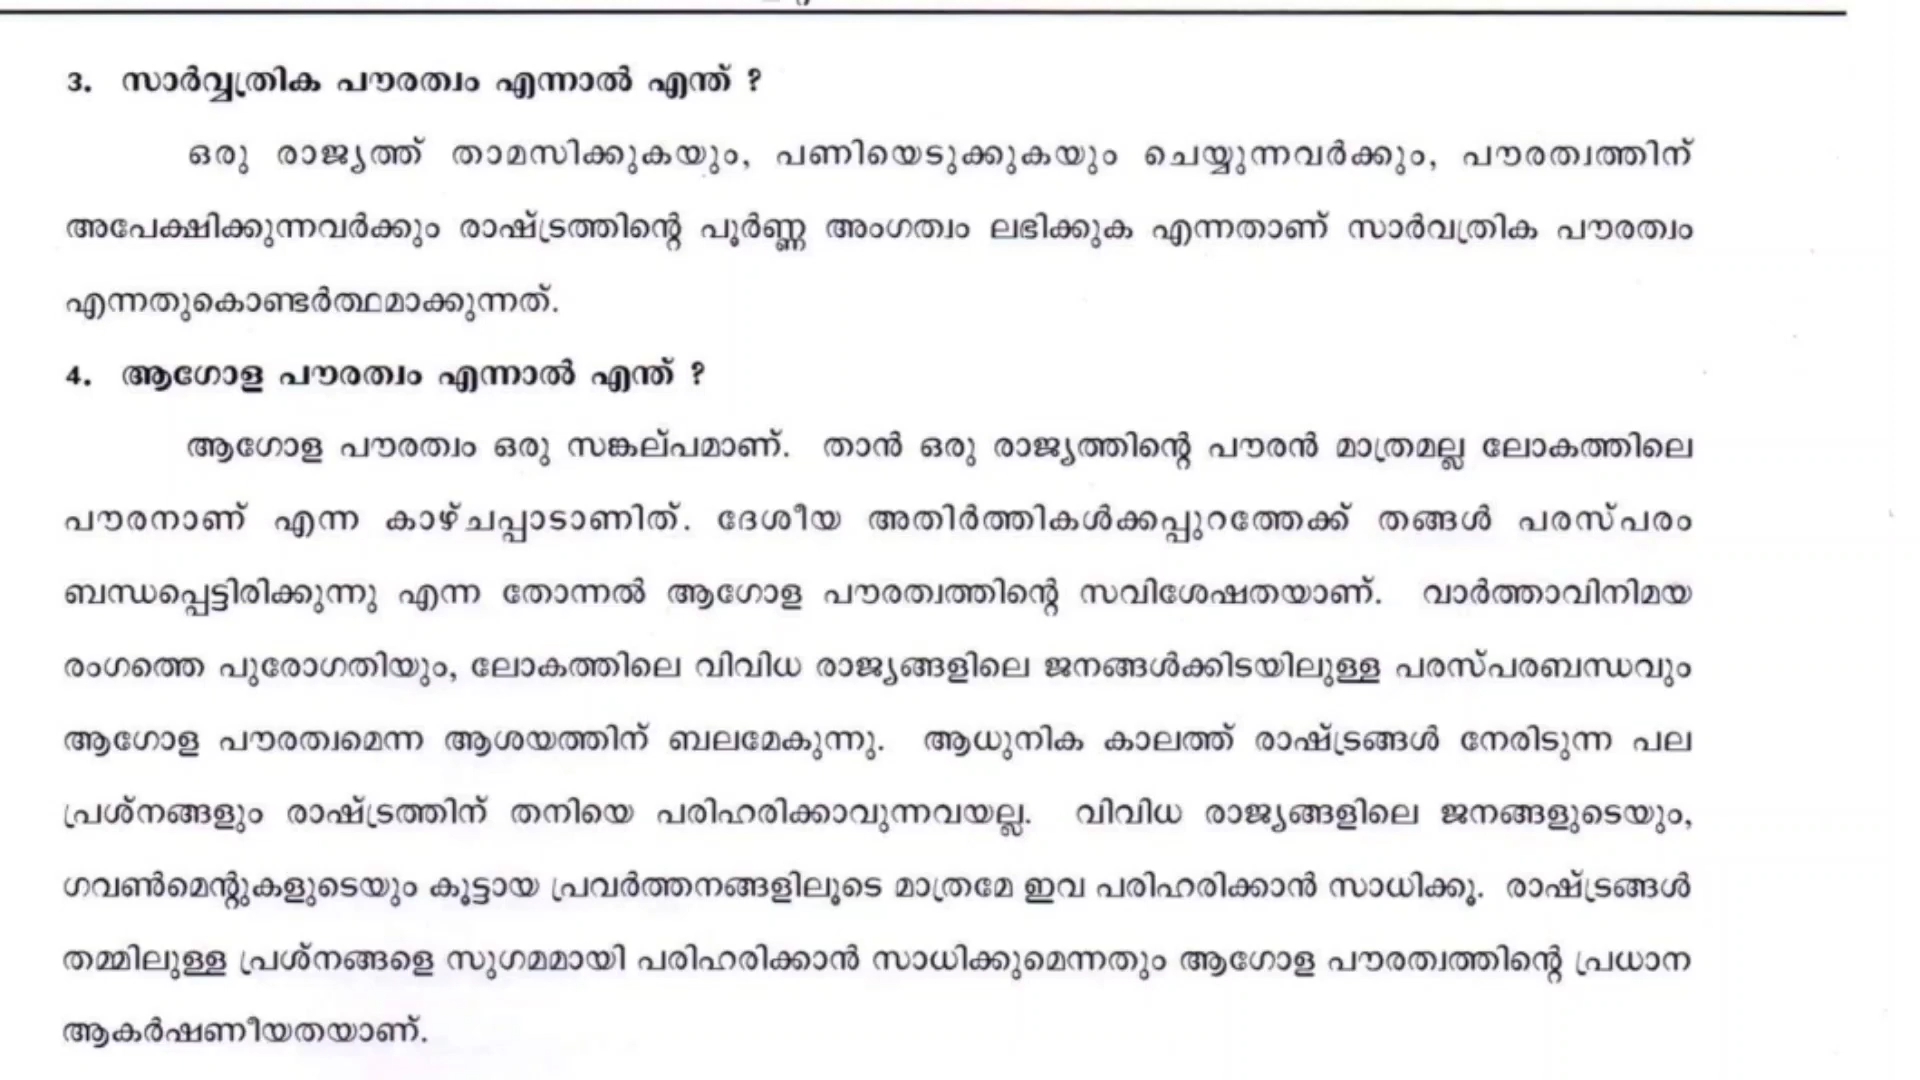 3. സാർവ്വത്രിക പൗരത്വം എന്നാൽ എന്ത് ?
ഒരു രാജ്യത്ത് താമസിക്കുകയും, പണിയെടുക്കുകയും ചെയ്യുന്നവർക്കും, പൗരത്വത്തിന്
അപേക്ഷിക്കുന്നവർക്കും രാഷ്ട്രത്തിന്റെ പൂർണ്ണ അംഗത്വം ലഭിക്കുക എന്നതാണ് സാർവത്രിക പൗരത്വം
എന്നതുകൊണ്ടർത്ഥമാക്കുന്നത്.
4. ആഗോള പൗരത്വം എന്നാൽ എന്ത് ?
ആഗോള പൗരത്വം ഒരു സങ്കല്പമാണ്. താൻ ഒരു രാജ്യത്തിന്റെ പൗരൻ മാത്രമല്ല ലോകത്തിലെ
പൗരനാണ് എന്ന കാഴ്ചപ്പാടാണിത്. ദേശീയ അതിർത്തികൾക്കപ്പുറത്തേക്ക് തങ്ങൾ പരസ്പരം
ബന്ധപ്പെട്ടിരിക്കുന്നു എന്ന തോന്നൽ ആഗോള പൗരത്വത്തിന്റെ സവിശേഷതയാണ്. വാർത്താവിനിമയ
രംഗത്തെ പുരോഗതിയും, ലോകത്തിലെ വിവിധ രാജ്യങ്ങളിലെ ജനങ്ങൾക്കിടയിലുള്ള പരസ്പരബന്ധവും
ആഗോള പൗരത്വമെന്ന ആശയത്തിന് ബലമേകുന്നു. ആധുനിക കാലത്ത് രാഷ്ട്രങ്ങൾ നേരിടുന്ന പല
പ്രശ്നങ്ങളും രാഷ്ട്രത്തിന് തനിയെ പരിഹരിക്കാവുന്നവയല്ല. വിവിധ രാജ്യങ്ങളിലെ ജനങ്ങളുടെയും,
ഗവൺമെന്റുകളുടെയും കൂട്ടായ പ്രവർത്തനങ്ങളിലൂടെ മാത്രമേ ഇവ പരിഹരിക്കാൻ സാധിക്കൂ. രാഷ്ട്രങ്ങൾ
തമ്മിലുള്ള പ്രശ്നങ്ങളെ സുഗമമായി പരിഹരിക്കാൻ സാധിക്കുമെന്നതും ആഗോള പൗരത്വത്തിന്റെ പ്രധാന
ആകർഷണീയതയാണ്.